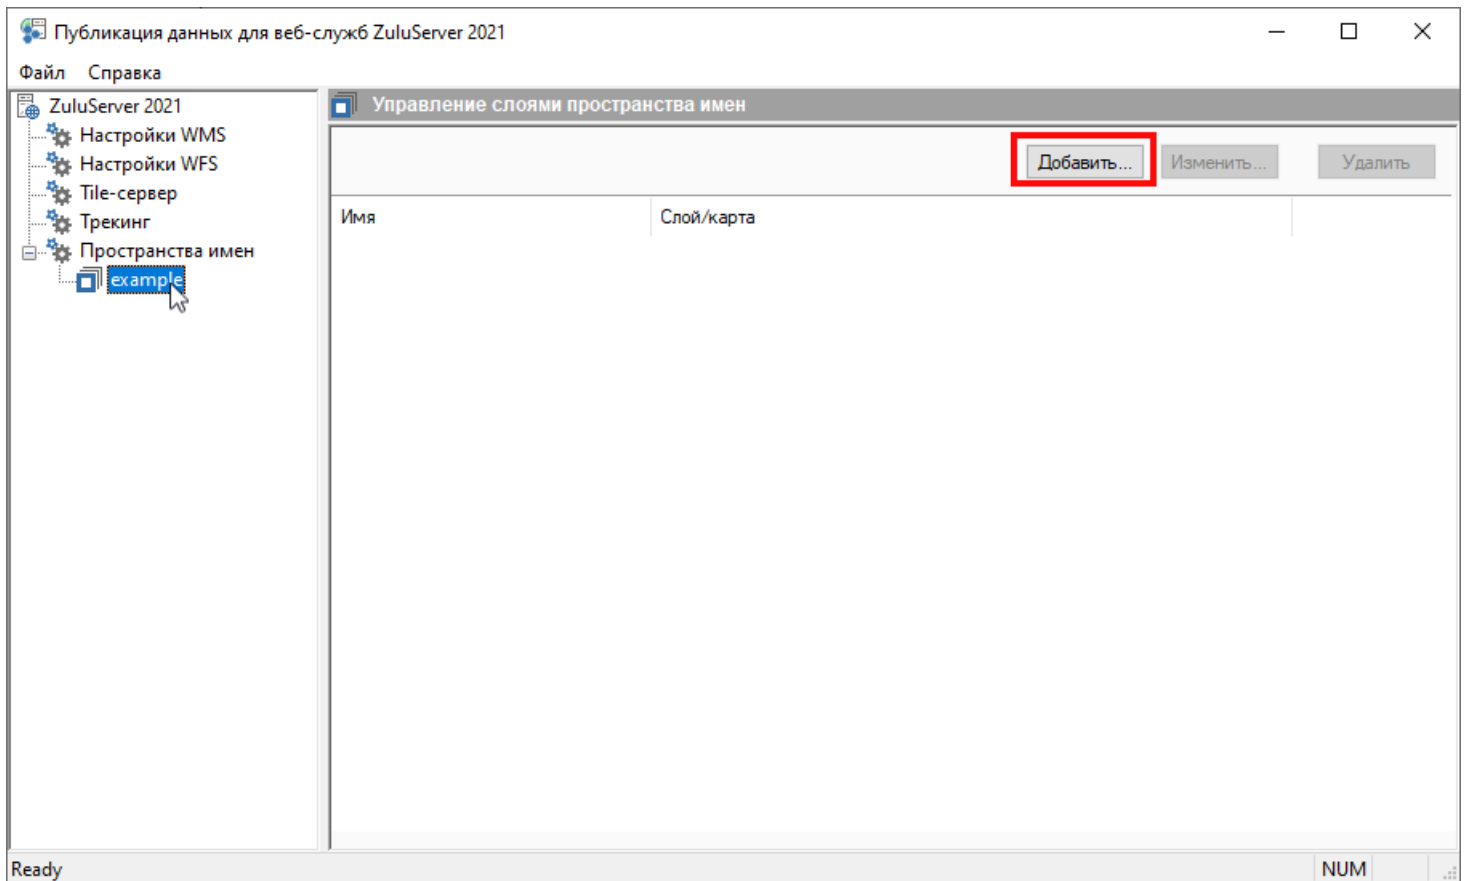 Публикация данных для веб-служб ZuluServer 2021
Файл Справка
ZuluServer 2021
Настройки WMS
Настройки WFS
Tile-сервер
Трекинг
Пространства имен
example
Управление слоями пространства имен
Добавить... Изменить... Удалить
Имя Слой/карта
Ready NUM